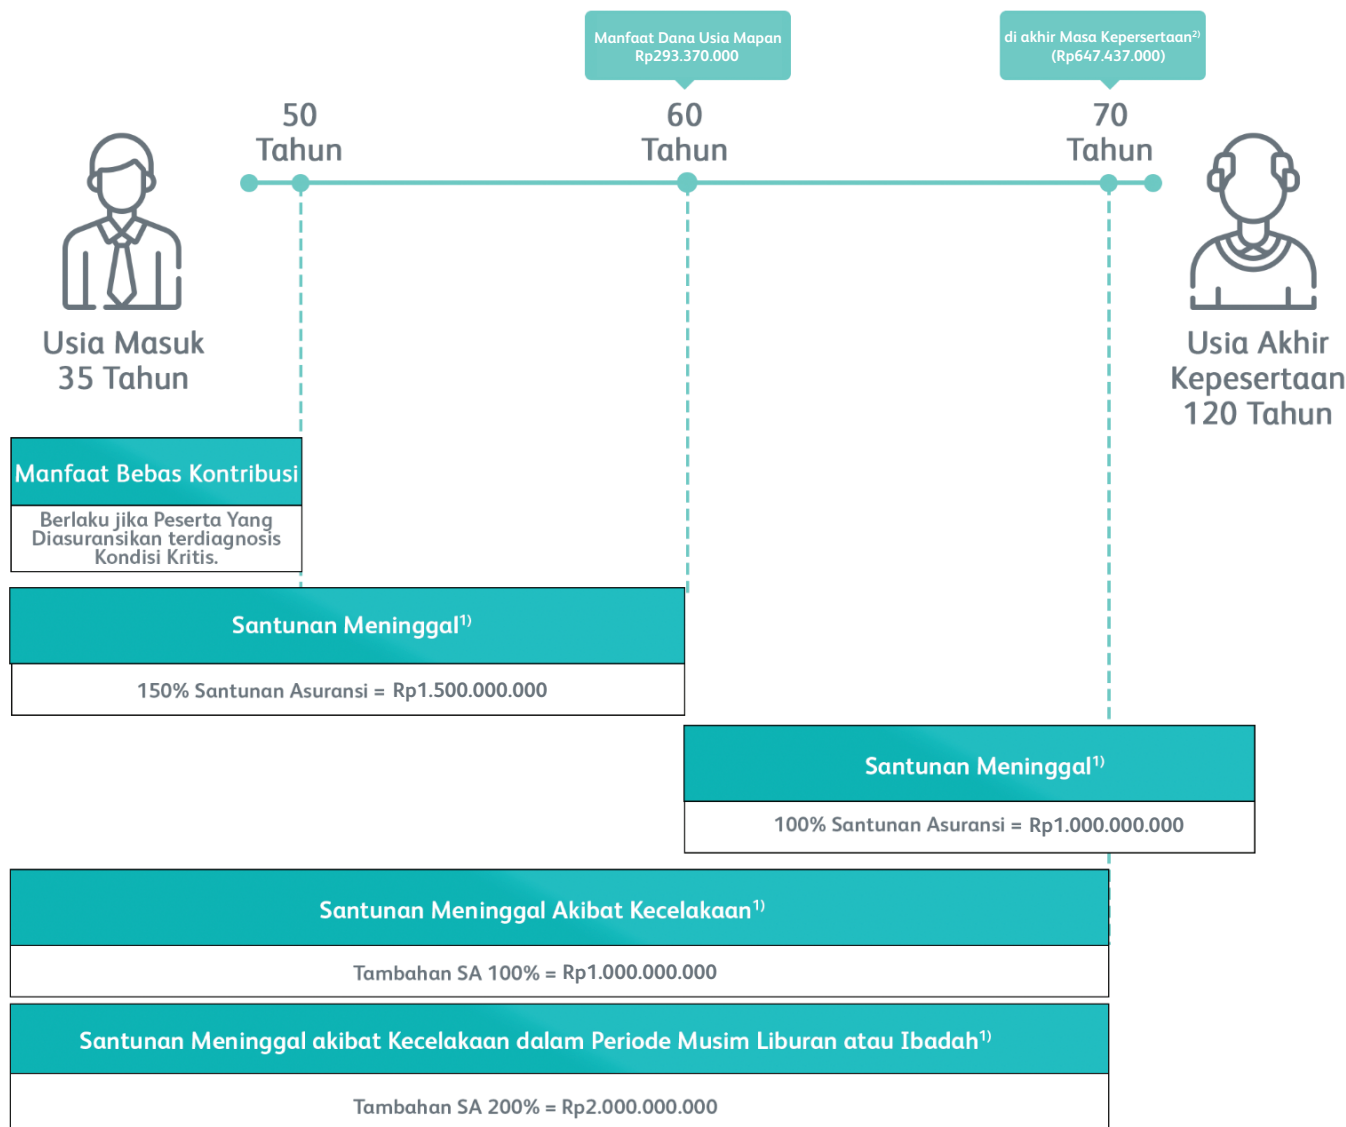 Manfaat Dana Usia Mapan
Rp293.370.000
di akhir Masa Kepersertaan²⁾
(Rp647.437.000)
50
Tahun
60
Tahun
70
Tahun
Usia Masuk
35 Tahun
Usia Akhir
Kepesertaan
120 Tahun
Manfaat Bebas Kontribusi
Berlaku jika Peserta Yang
Diasuransikan terdiagnosis
Kondisi Kritis.
Santunan Meninggal¹⁾
150% Santunan Asuransi = Rp1.500.000.000
Santunan Meninggal¹⁾
100% Santunan Asuransi = Rp1.000.000.000
Santunan Meninggal Akibat Kecelakaan¹⁾
Tambahan SA 100% = Rp1.000.000.000
Santunan Meninggal akibat Kecelakaan dalam Periode Musim Liburan atau Ibadah¹⁾
Tambahan SA 200% = Rp2.000.000.000